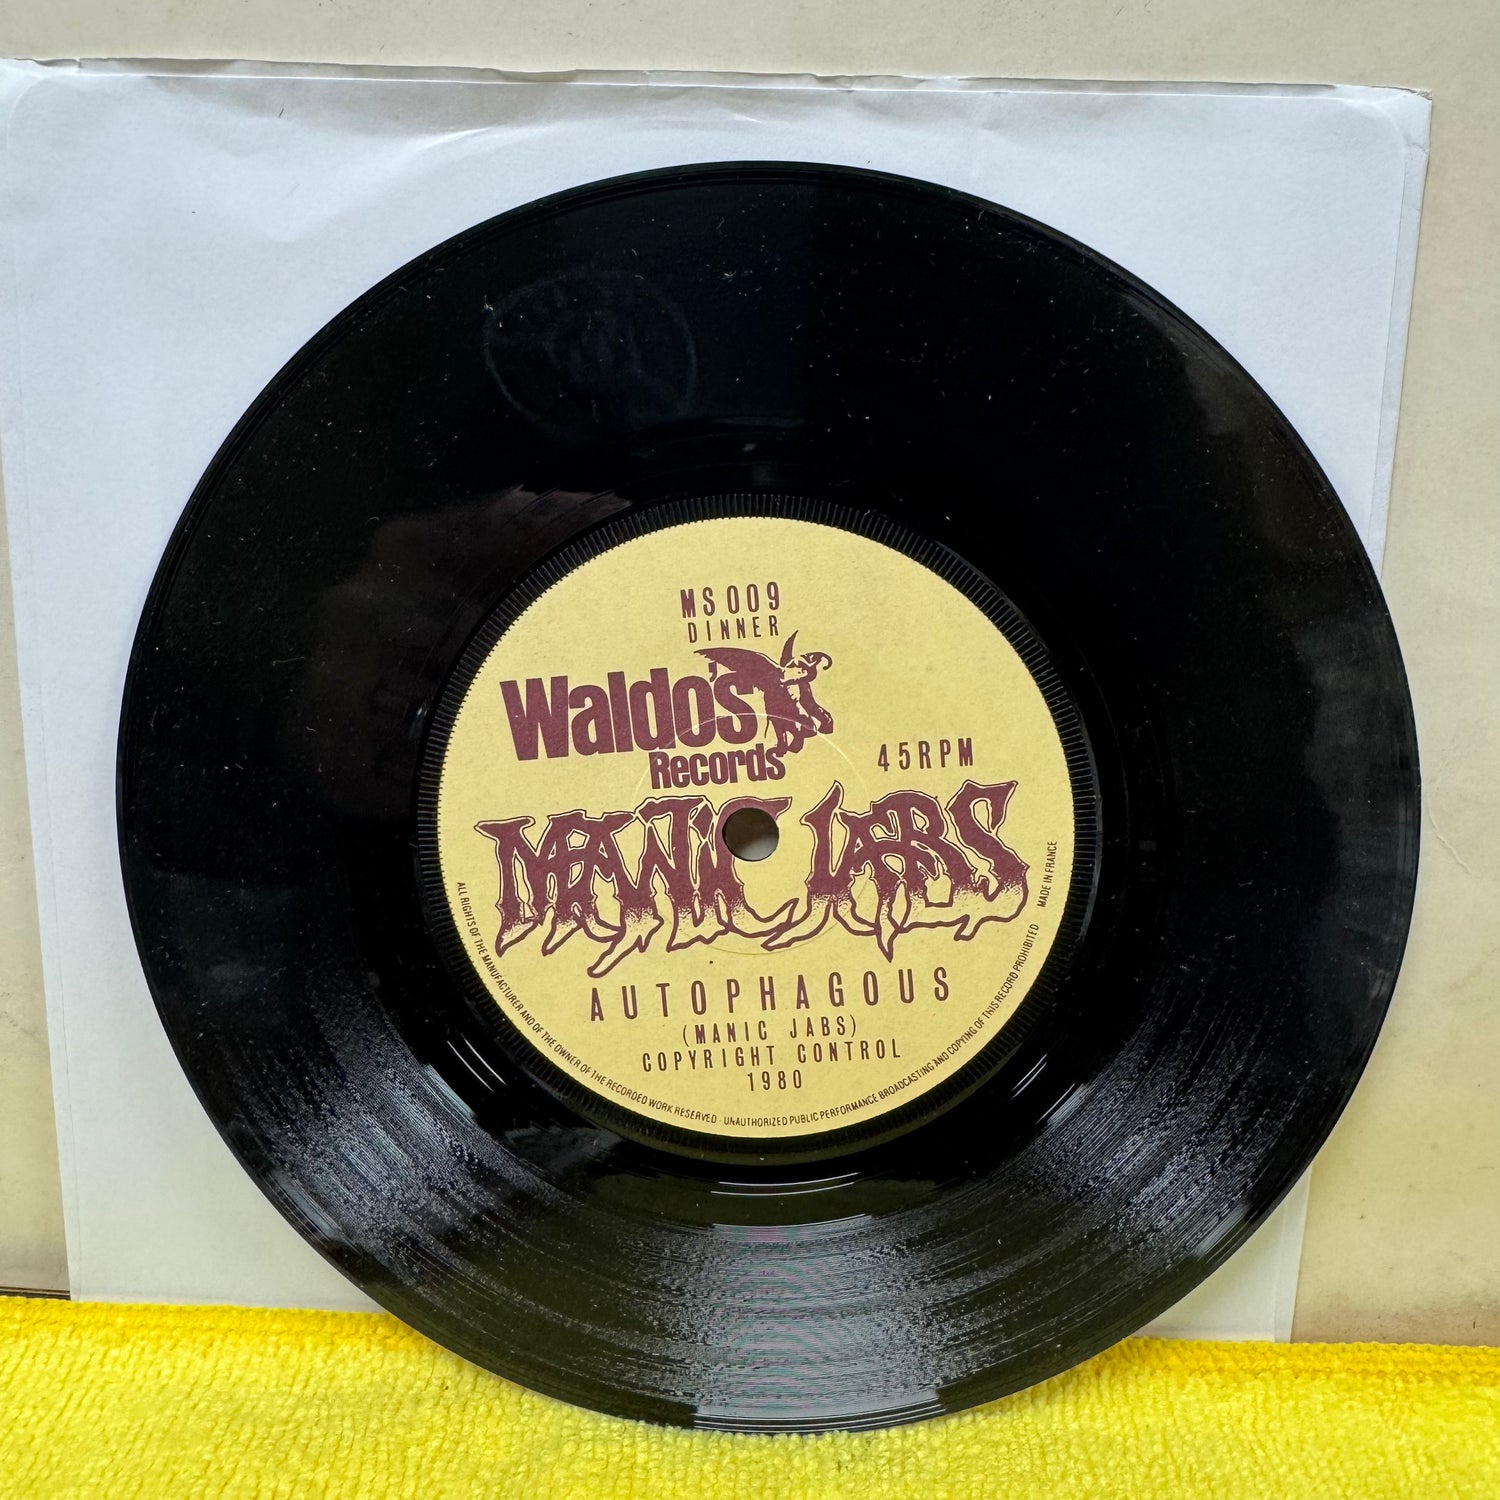 MS009
DINNER
Waldo's
Records
45RPM
MANIC JABS
AUTOPHAGOUS
(MANIC JABS)
COPYRIGHT CONTROL
1980
ALL RIGHTS OF THE MANUFACTURER AND OF THE OWNER OF THE RECORDED WORK RESERVED · UNAUTHORIZED PUBLIC PERFORMANCE BROADCASTING AND COPYING OF THIS RECORD PROHIBITED
MADE IN FRANCE